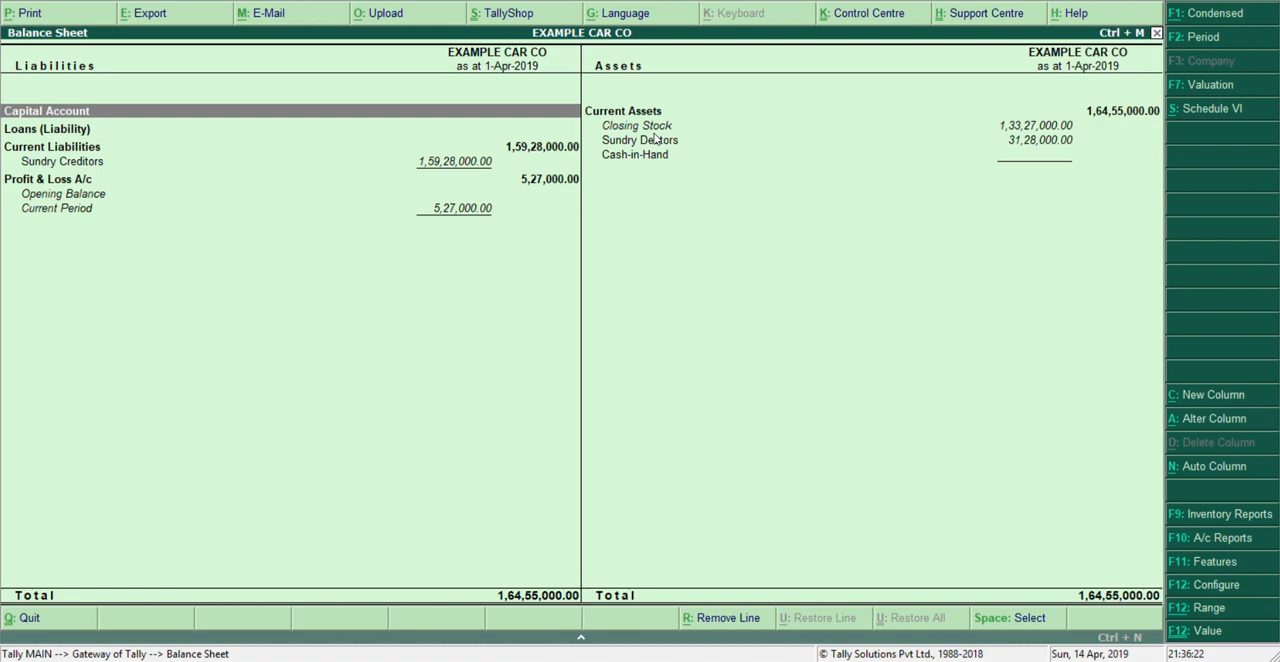 P: Print E: Export M: E-Mail O: Upload S: TallyShop G: Language K: Keyboard K: Control Centre H: Support Centre H: Help
Balance Sheet EXAMPLE CAR CO Ctrl + M
Liabilities EXAMPLE CAR CO as at 1-Apr-2019
Capital Account
Loans (Liability)
Current Liabilities 1,59,28,000.00
Sundry Creditors 1,59,28,000.00
Profit & Loss A/c 5,27,000.00
Opening Balance
Current Period 5,27,000.00
Total 1,64,55,000.00
Assets EXAMPLE CAR CO as at 1-Apr-2019
Current Assets 1,64,55,000.00
Closing Stock 1,33,27,000.00
Sundry Debtors 31,28,000.00
Cash-in-Hand
Total 1,64,55,000.00
F1: Condensed
F2: Period
F3: Company
F7: Valuation
S: Schedule VI
C: New Column
A: Alter Column
D: Delete Column
N: Auto Column
F9: Inventory Reports
F10: A/c Reports
F11: Features
F12: Configure
F12: Range
F12: Value
Q: Quit R: Remove Line U: Restore Line U: Restore All Space: Select
Ctrl + N
Tally MAIN --> Gateway of Tally --> Balance Sheet © Tally Solutions Pvt Ltd., 1988-2018 Sun, 14 Apr, 2019 21:36:22